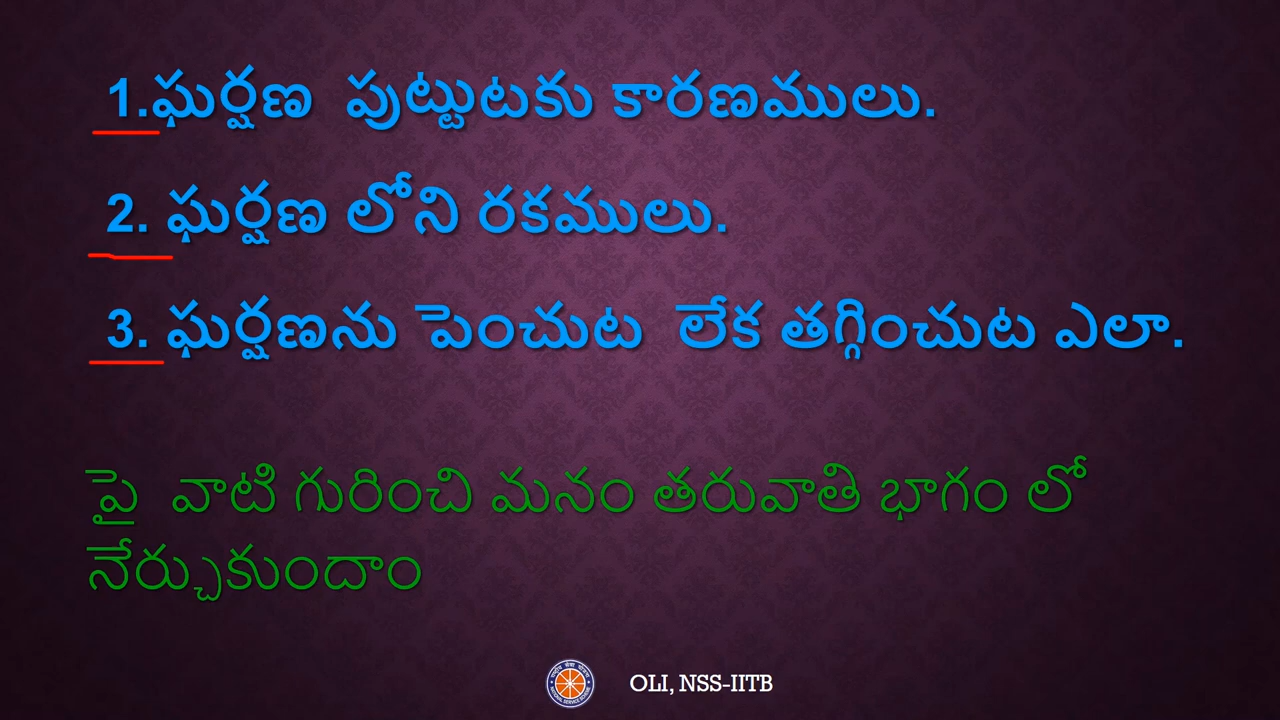 1.ఘర్షణ పుట్టుటకు కారణములు.
2. ఘర్షణ లోని రకములు.
3. ఘర్షణను పెంచుట లేక తగ్గించుట ఎలా.
పై వాటి గురించి మనం తరువాతి భాగం లో
నేర్చుకుందాం
OLI, NSS-IITB